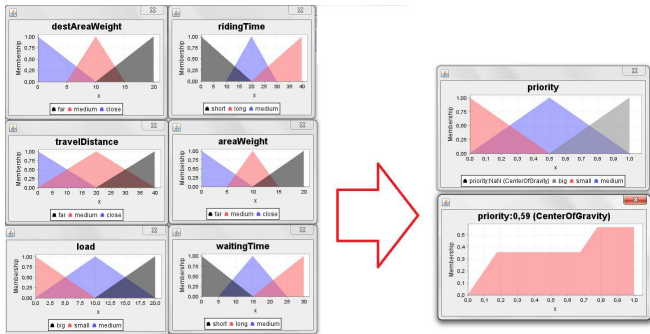 destAreaWeight
Membership
1,00
0,75
0,50
0,25
0,00
0 5 10 15 20
x
far medium close
ridingTime
Membership
1,00
0,75
0,50
0,25
0,00
0 5 10 15 20 25 30 35 40
x
short long medium
travelDistance
Membership
1,00
0,75
0,50
0,25
0,00
0 5 10 15 20 25 30 35 40
x
far medium close
areaWeight
Membership
1,00
0,75
0,50
0,25
0,00
0 5 10 15 20
x
far medium close
load
Membership
1,00
0,75
0,50
0,25
0,00
0,0 2,5 5,0 7,5 10,0 12,5 15,0 17,5 20,0
x
big small medium
waitingTime
Membership
1,00
0,75
0,50
0,25
0,00
0 5 10 15 20 25 30
x
short long medium
priority
Membership
1,00
0,75
0,50
0,25
0,00
0,0 0,1 0,2 0,3 0,4 0,5 0,6 0,7 0,8 0,9 1,0
x
priority:NaN (CenterOfGravity) big small medium
priority:0,59 (CenterOfGravity)
Membership
0,5
0,4
0,3
0,2
0,1
0,0
0,0 0,1 0,2 0,3 0,4 0,5 0,6 0,7 0,8 0,9 1,0
x